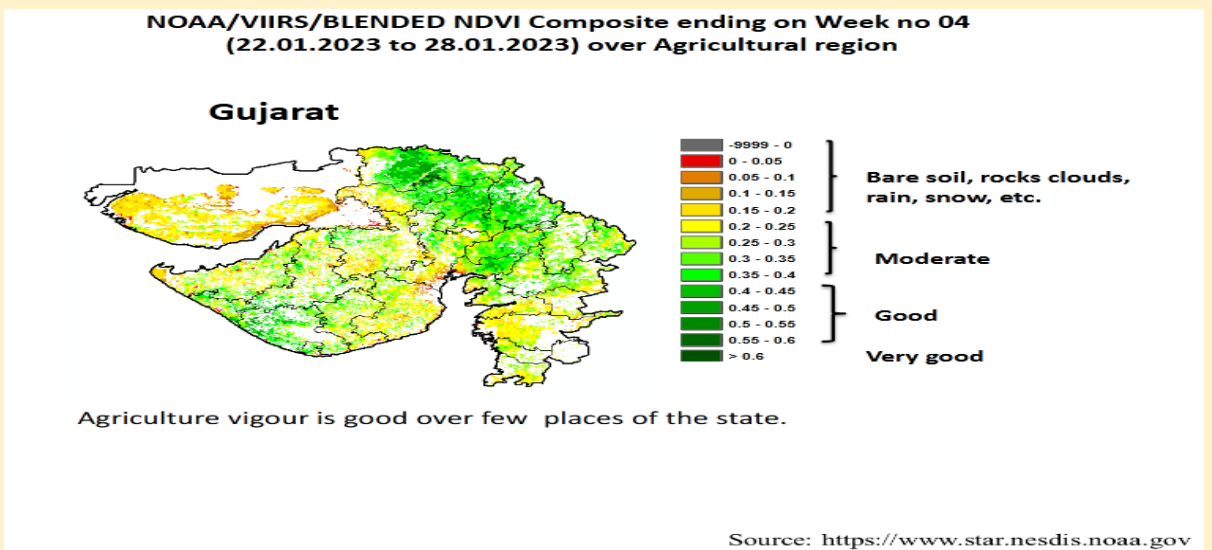 NOAA/VIIRS/BLENDED NDVI Composite ending on Week no 04
(22.01.2023 to 28.01.2023) over Agricultural region
Gujarat
-9999 - 0
0 - 0.05
0.05 - 0.1
0.1 - 0.15
0.15 - 0.2
0.2 - 0.25
0.25 - 0.3
0.3 - 0.35
0.35 - 0.4
0.4 - 0.45
0.45 - 0.5
0.5 - 0.55
0.55 - 0.6
> 0.6
Bare soil, rocks clouds,
rain, snow, etc.
Moderate
Good
Very good
Agriculture vigour is good over few places of the state.
Source: https://www.star.nesdis.noaa.gov